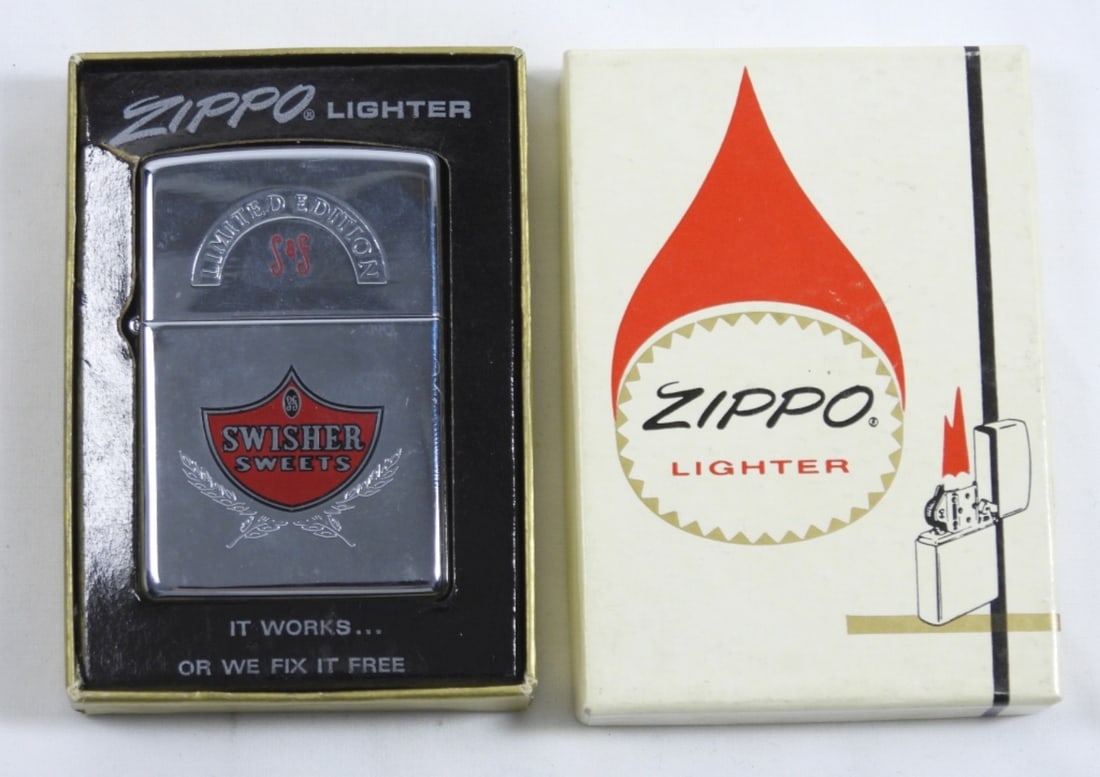 ZIPPO® LIGHTER
LIMITED EDITION
S&S
SWISHER
SWEETS
IT WORKS...
OR WE FIX IT FREE
ZIPPO®
LIGHTER